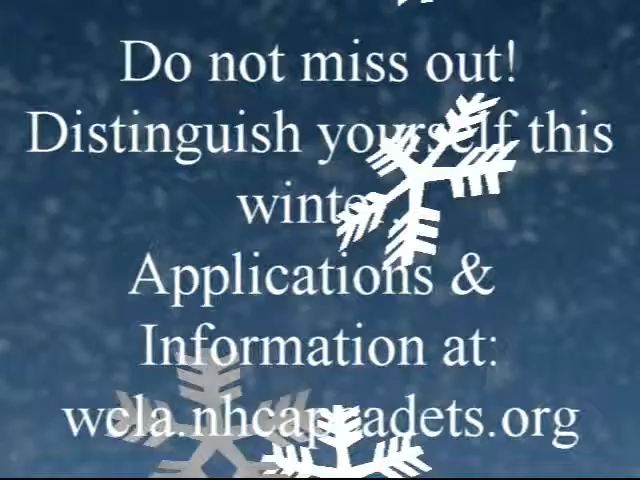 Do not miss out!
Distinguish yourself this
winter.
Applications &
Information at:
wcla.nhcapcadets.org